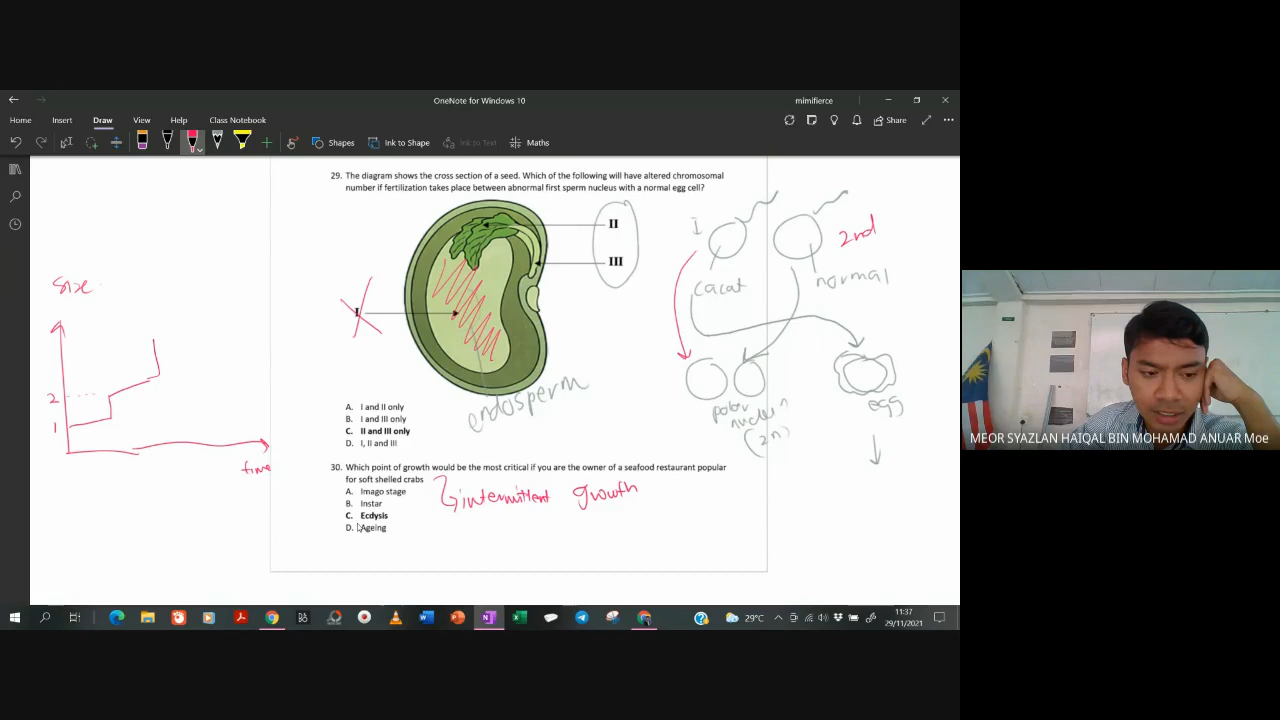 OneNote for Windows 10
mimifierce
Home Insert Draw View Help Class Notebook
Share
Shapes Ink to Shape Ink to Text Maths
29. The diagram shows the cross section of a seed. Which of the following will have altered chromosomal
number if fertilization takes place between abnormal first sperm nucleus with a normal egg cell?
II
III
I
I
2nd
cacat
normal
endosperm
polar
nuclei n
(2n)
egg
A. I and II only
B. I and III only
C. II and III only
D. I, II and III
Size
2
1
time
30. Which point of growth would be the most critical if you are the owner of a seafood restaurant popular
for soft shelled crabs
A. Imago stage
B. Instar
C. Ecdysis
D. Ageing
intermittent growth
MEOR SYAZLAN HAIQAL BIN MOHAMAD ANUAR Moe
29°C
11:37
29/11/2021